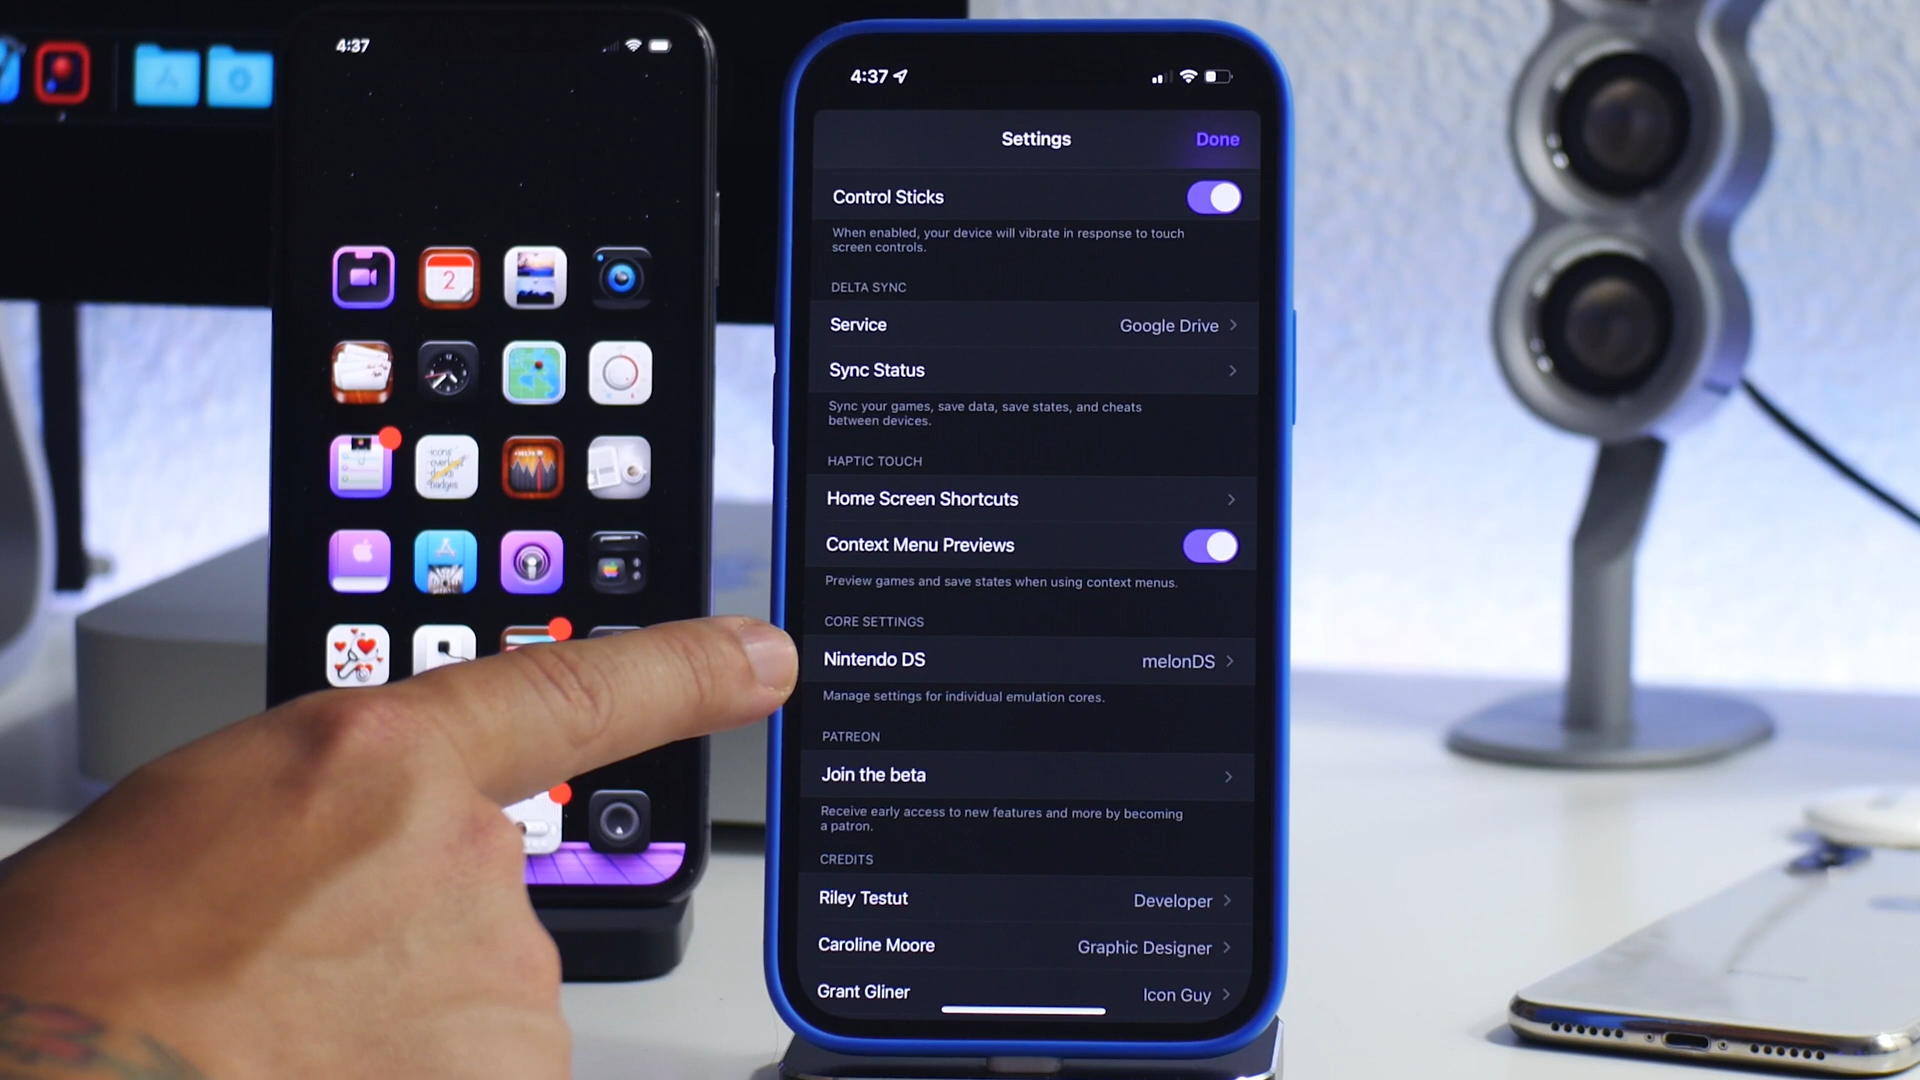 4:37
2
icons
badges
4:37
Settings
Done
Control Sticks
When enabled, your device will vibrate in response to touch
screen controls.
DELTA SYNC
Service
Google Drive
Sync Status
Sync your games, save data, save states, and cheats
between devices.
HAPTIC TOUCH
Home Screen Shortcuts
Context Menu Previews
Preview games and save states when using context menus.
CORE SETTINGS
Nintendo DS
melonDS
Manage settings for individual emulation cores.
PATREON
Join the beta
Receive early access to new features and more by becoming
a patron.
CREDITS
Riley Testut
Developer
Caroline Moore
Graphic Designer
Grant Gliner
Icon Guy